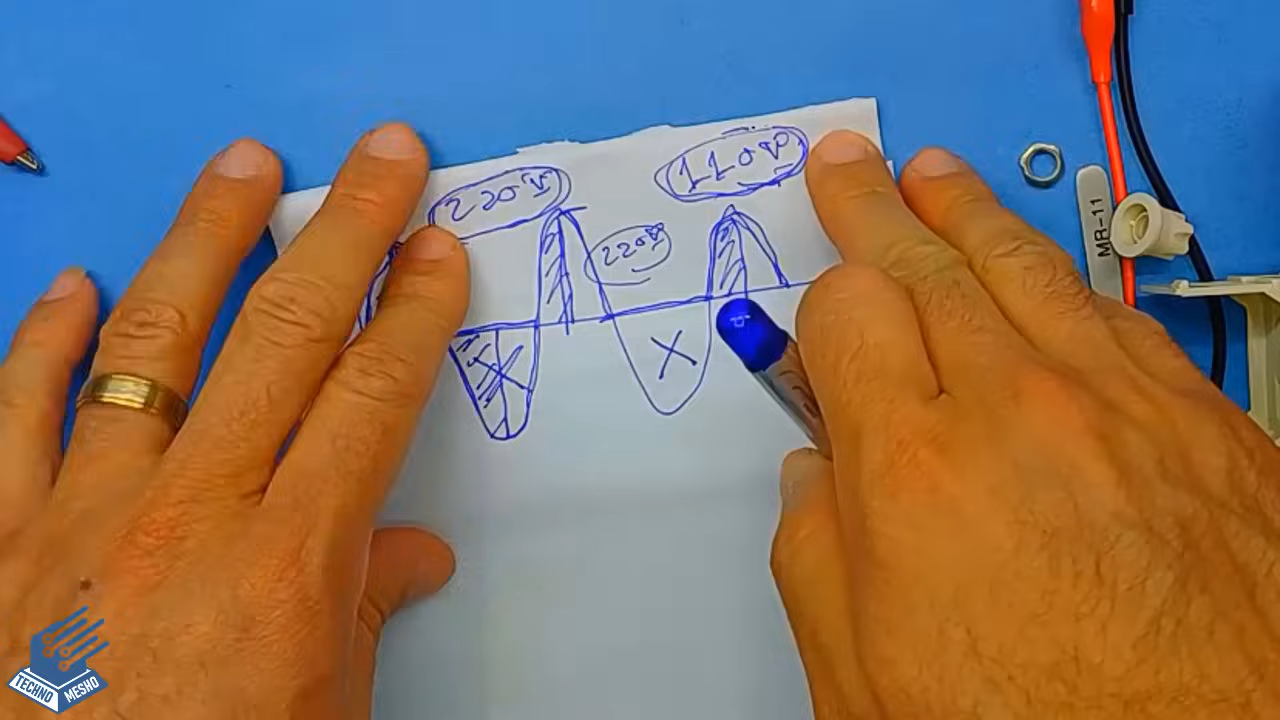 220V
110V
220V
X
X
MR-11
TECHNO
MESHO